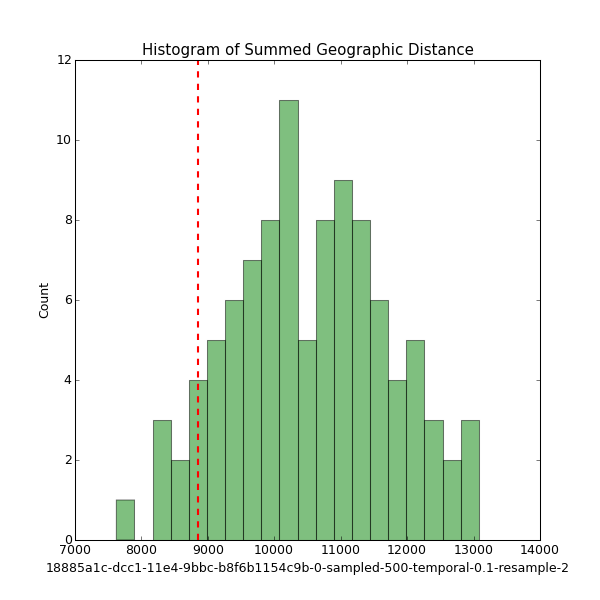 Histogram of Summed Geographic Distance
12
10
8
6
4
2
0
Count
7000 8000 9000 10000 11000 12000 13000 14000
18885a1c-dcc1-11e4-9bbc-b8f6b1154c9b-0-sampled-500-temporal-0.1-resample-2